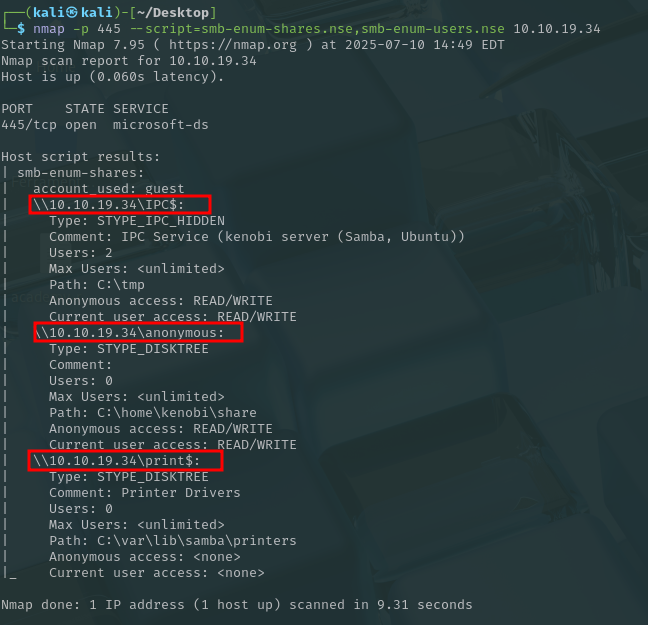 ┌──(kali㉿kali)-[~/Desktop]
└─$ nmap -p 445 --script=smb-enum-shares.nse,smb-enum-users.nse 10.10.19.34
Starting Nmap 7.95 ( https://nmap.org ) at 2025-07-10 14:49 EDT
Nmap scan report for 10.10.19.34
Host is up (0.060s latency).
PORT    STATE SERVICE
445/tcp open  microsoft-ds
Host script results:
| smb-enum-shares:
|   account_used: guest
|   \\10.10.19.34\IPC$:
|     Type: STYPE_IPC_HIDDEN
|     Comment: IPC Service (kenobi server (Samba, Ubuntu))
|     Users: 2
|     Max Users: <unlimited>
|     Path: C:\tmp
|     Anonymous access: READ/WRITE
|     Current user access: READ/WRITE
|   \\10.10.19.34\anonymous:
|     Type: STYPE_DISKTREE
|     Comment:
|     Users: 0
|     Max Users: <unlimited>
|     Path: C:\home\kenobi\share
|     Anonymous access: READ/WRITE
|     Current user access: READ/WRITE
|   \\10.10.19.34\print$:
|     Type: STYPE_DISKTREE
|     Comment: Printer Drivers
|     Users: 0
|     Max Users: <unlimited>
|     Path: C:\var\lib\samba\printers
|     Anonymous access: <none>
|_    Current user access: <none>
Nmap done: 1 IP address (1 host up) scanned in 9.31 seconds